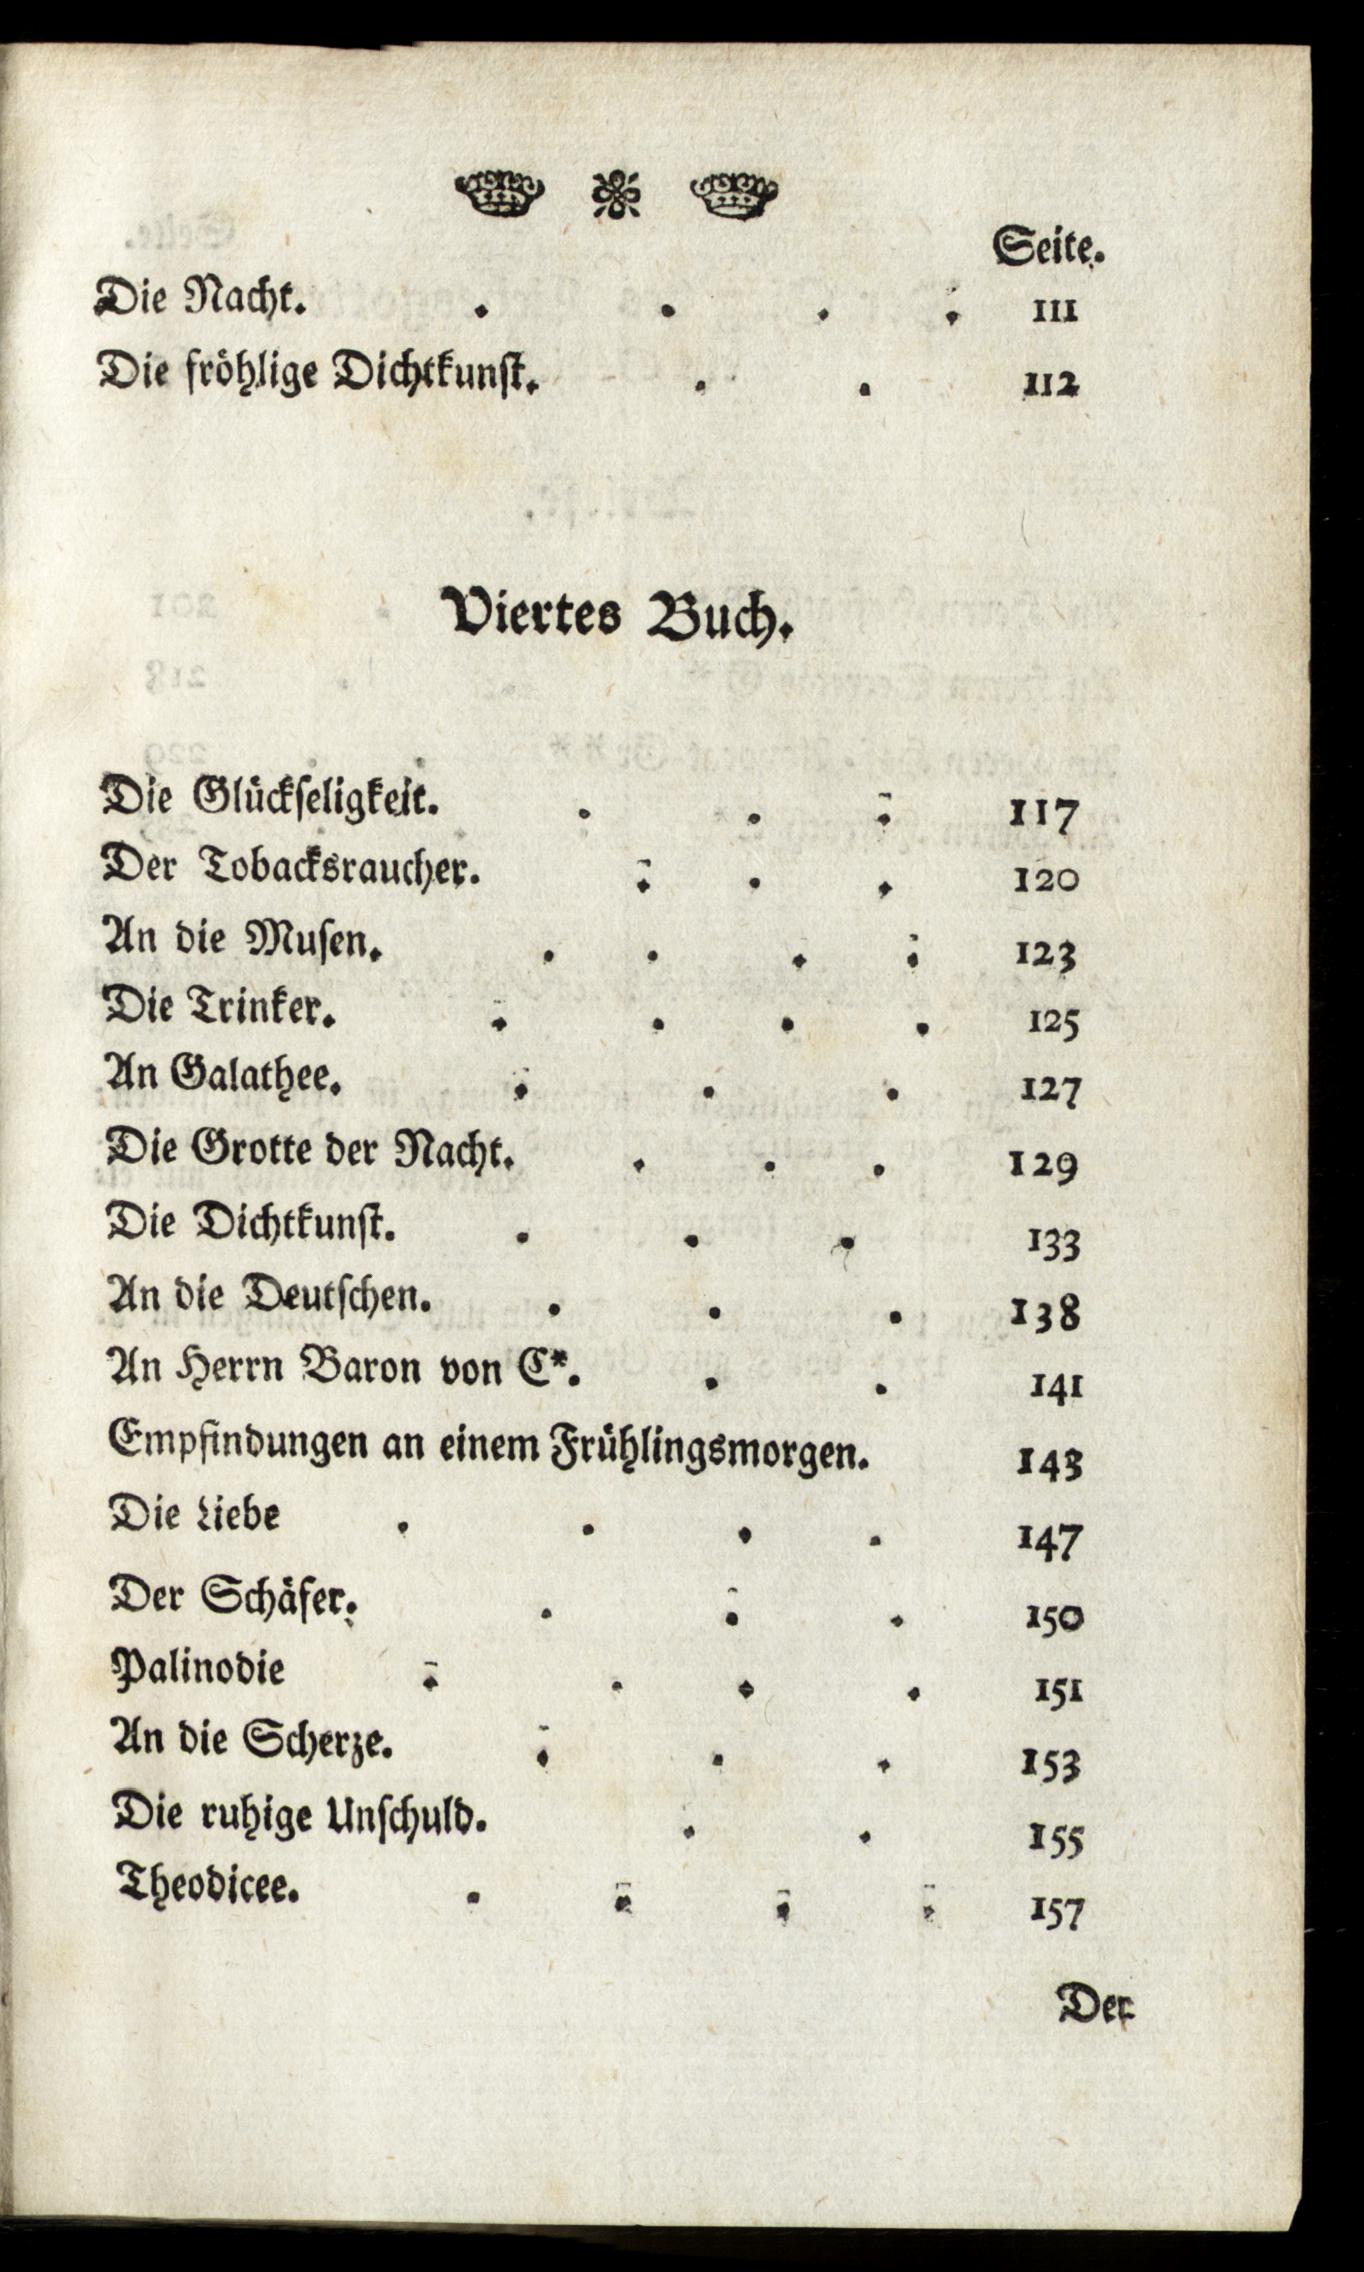 Seite.
Die Nacht. . . . . 111
Die fröhlige Dichtkunſt. . . 112
Viertes Buch.
Die Glückſeligkeit. . . . 117
Der Tobacksraucher. . . . 120
An die Muſen. . . . . 123
Die Trinker. . . . . 125
An Galathee. . . . 127
Die Grotte der Nacht. . . . 129
Die Dichtkunſt. . . . 133
An die Deutſchen. . . . 138
An Herrn Baron von C*. . . 141
Empfindungen an einem Frühlingsmorgen. 143
Die Liebe . . . . 147
Der Schäfer. . . . 150
Palinodie . . . . 151
An die Scherze. . . . 153
Die ruhige Unſchuld. . . 155
Theodicee. . . . . 157
Der